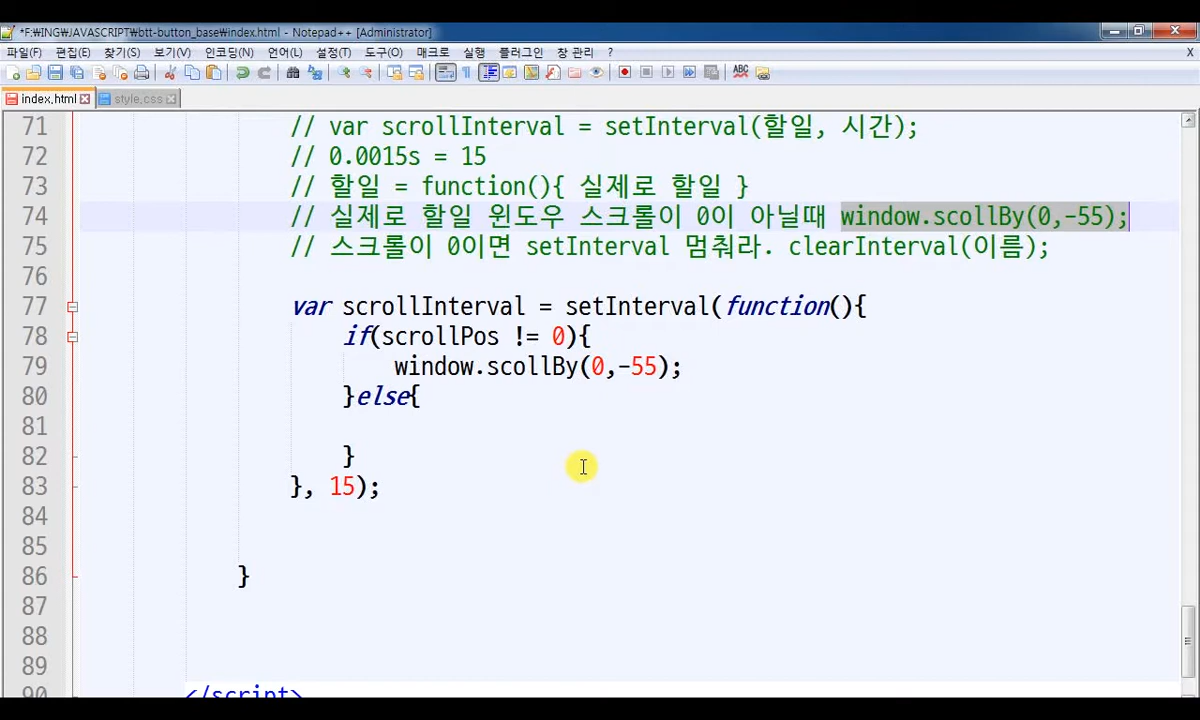 *F:₩ING₩JAVASCRIPT₩btt-button_base₩index.html - Notepad++ [Administrator]
파일(F) 편집(E) 찾기(S) 보기(V) 인코딩(N) 언어(L) 설정(T) 도구(O) 매크로 실행 플러그인 창 관리 ? X
index.html style.css
71 // var scrollInterval = setInterval(할일, 시간);
72 // 0.0015s = 15
73 // 할일 = function(){ 실제로 할일 }
74 // 실제로 할일 윈도우 스크롤이 0이 아닐때 window.scollBy(0,-55);
75 // 스크롤이 0이면 setInterval 멈춰라. clearInterval(이름);
76
77 var scrollInterval = setInterval(function(){
78 if(scrollPos != 0){
79 window.scollBy(0,-55);
80 }else{
81
82 }
83 }, 15);
84
85
86 }
87
88
89
90 </script>